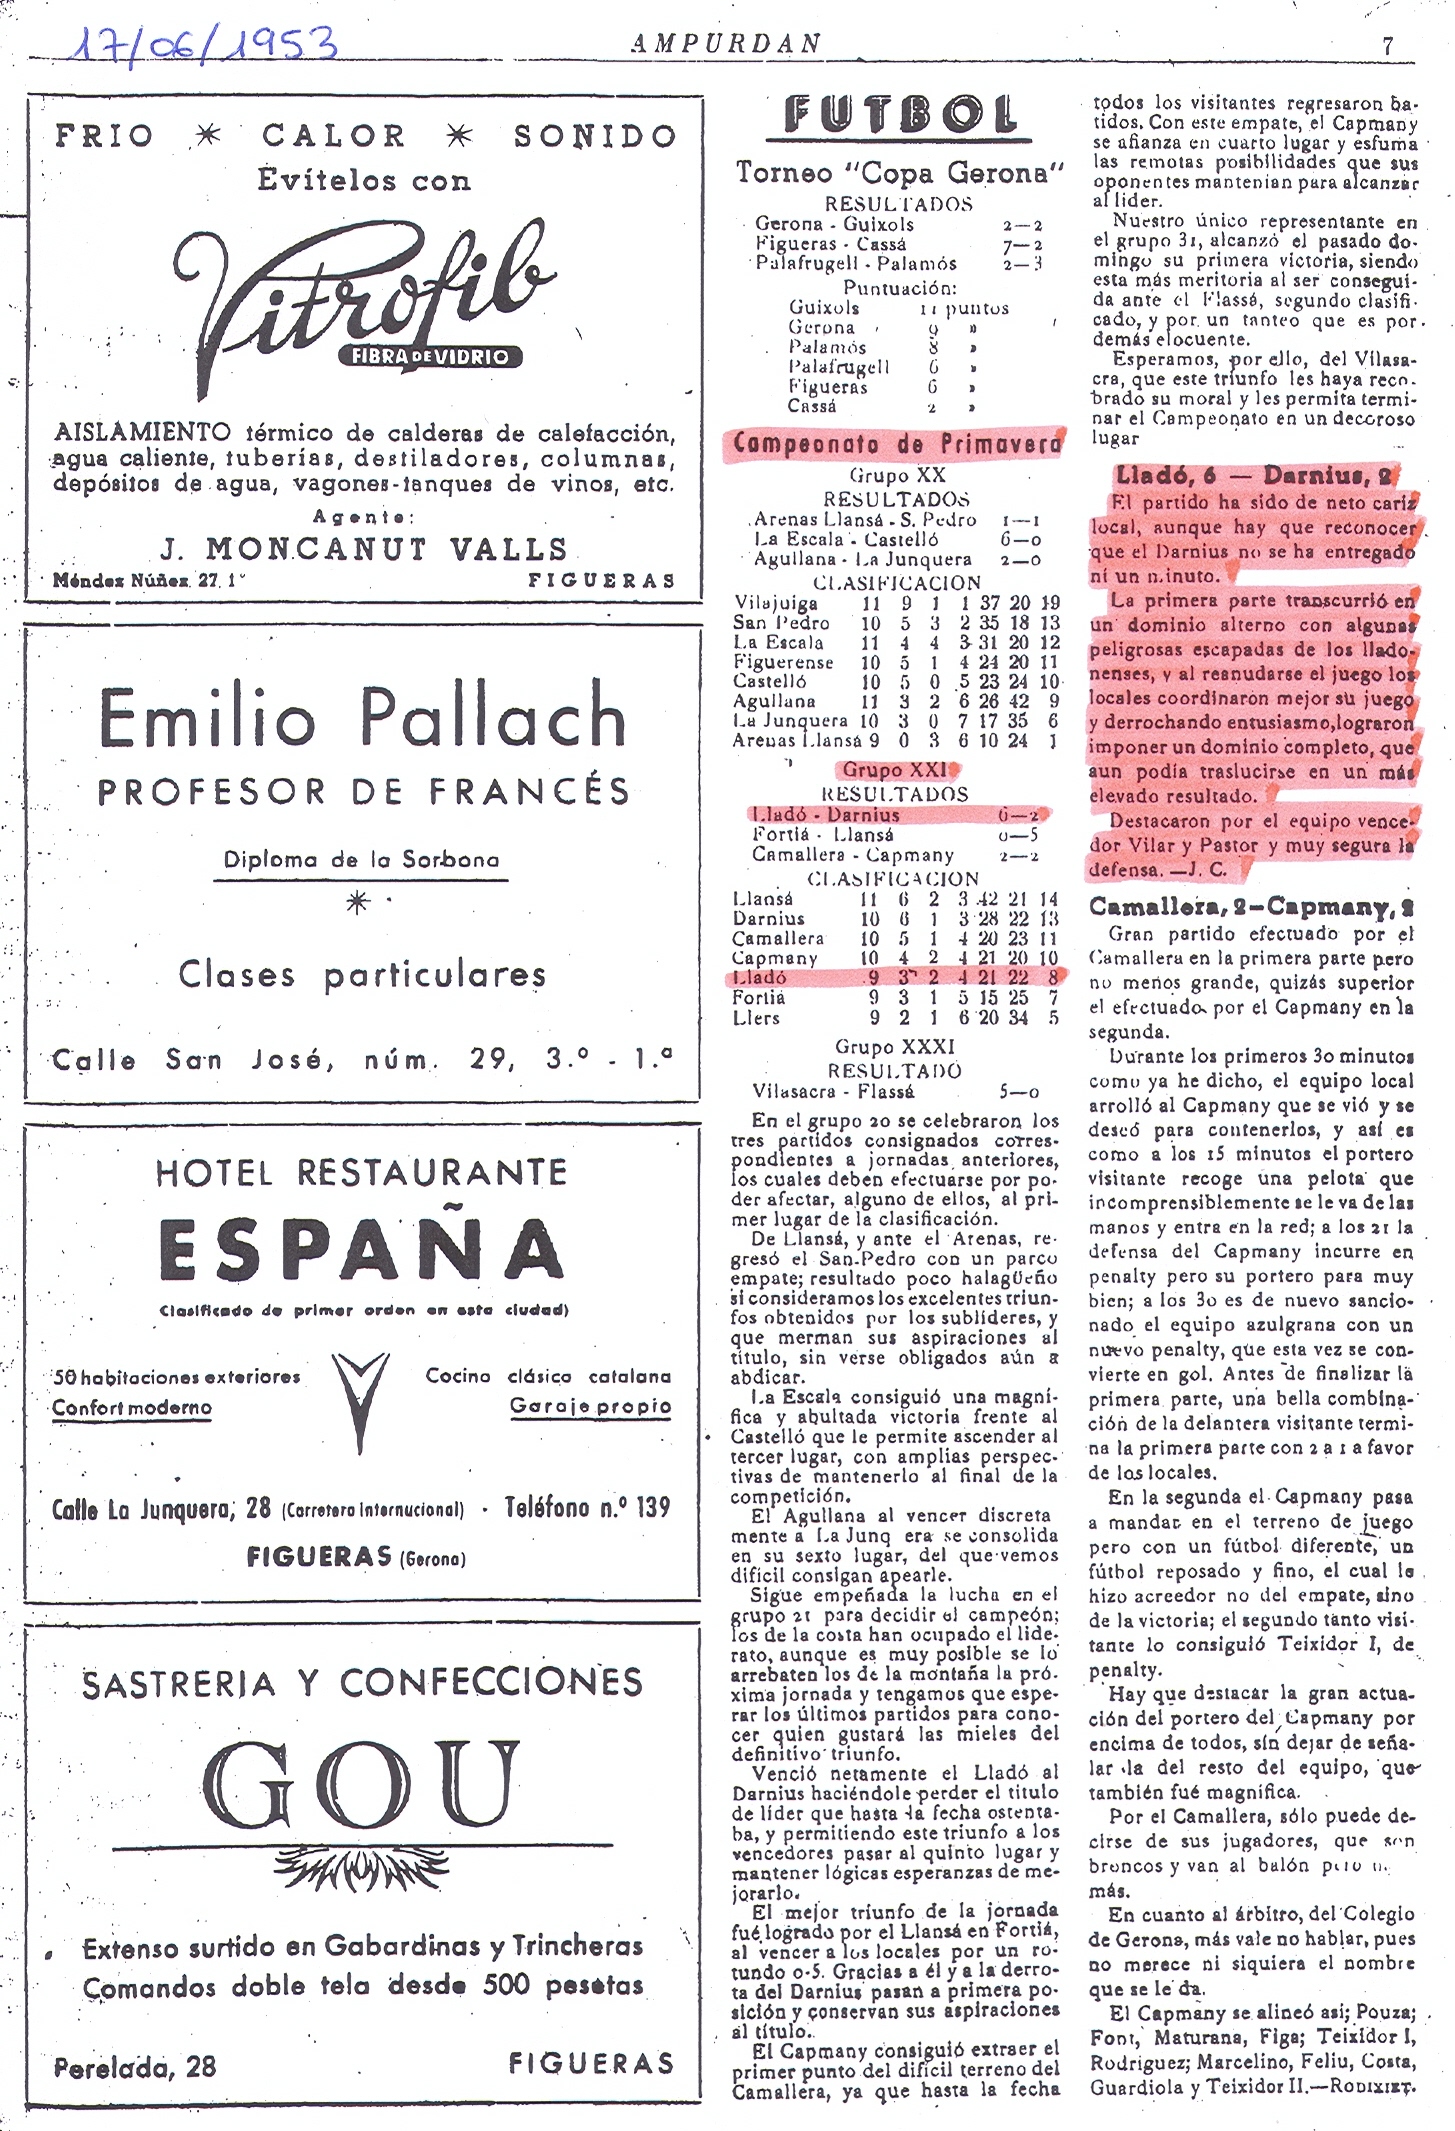 17/06/1953
AMPURDAN
7
FRIO * CALOR * SONIDO
Evítelos con
Vitrofib
FIBRA DE VIDRIO
AISLAMIENTO térmico de calderas de calefacción,
agua caliente, tuberías, destiladores, columnas,
depósitos de agua, vagones-tanques de vinos, etc.
Agente:
J. MONCANUT VALLS
Méndez Núñez, 27, 1°
FIGUERAS
Emilio Pallach
PROFESOR DE FRANCÉS
Diploma de la Sorbona
*
Clases particulares
Calle San José, núm. 29, 3.º - 1.ª
HOTEL RESTAURANTE
ESPAÑA
Clasificado de primer orden en esta ciudad)
50 habitaciones exteriores
Confort moderno
Cocina clásica catalana
Garaje propio
Calle La Junquera, 28 (Carretera Internacional) · Teléfono n.º 139
FIGUERAS (Gerona)
SASTRERIA Y CONFECCIONES
GOU
Extenso surtido en Gabardinas y Trincheras
Comandos doble tela desde 500 pesetas
Perelada, 28
FIGUERAS
FUTBOL
Torneo "Copa Gerona"
RESULTADOS
Gerona - Guixols 2—2
Figueras - Cassá 7—2
Palafrugell - Palamós 2—3
Puntuación:
Guixols 11 puntos
Gerona 9 »
Palamós 8 »
Palafrugell 6 »
Figueras 6 »
Cassá 2 »
Campeonato de Primavera
Grupo XX
RESULTADOS
Arenas Llansá - S. Pedro 1—1
La Escala - Castelló 6—0
Agullana - La Junquera 2—0
CLASIFICACION
Vilajuiga 11 9 1 1 37 20 19
San Pedro 10 5 3 2 35 18 13
La Escala 11 4 4 3 31 20 12
Figuerense 10 5 1 4 24 20 11
Castelló 10 5 0 5 23 24 10
Agullana 11 3 2 6 26 42 9
La Junquera 10 3 0 7 17 35 6
Arenas Llansá 9 0 3 6 10 24 1
Grupo XXI
RESULTADOS
Lladó - Darnius 6—2
Fortiá - Llansá 0—5
Camallera - Capmany 2—2
CLASIFICACION
Llansá 11 6 2 3 42 21 14
Darnius 10 6 1 3 28 22 13
Camallera 10 5 1 4 20 23 11
Capmany 10 4 2 4 21 20 10
Lladó 9 3 2 4 21 22 8
Fortiá 9 3 1 5 15 25 7
Llers 9 2 1 6 20 34 5
Grupo XXXI
RESULTADO
Vilasacra - Flassá 5—0
En el grupo 20 se celebraron los
tres partidos consignados corres-
pondientes a jornadas anteriores,
los cuales deben efectuarse por po-
der afectar, alguno de ellos, al pri-
mer lugar de la clasificación.
De Llansá, y ante el Arenas, re-
gresó el San-Pedro con un parco
empate; resultado poco halagüeño
si consideramos los excelentes triun-
fos obtenidos por los sublíderes, y
que merman sus aspiraciones al
título, sin verse obligados aún a
abdicar.
La Escala consiguió una magní-
fica y abultada victoria frente al
Castelló que le permite ascender al
tercer lugar, con amplias perspec-
tivas de mantenerlo al final de la
competición.
El Agullana al vencer discreta
mente a La Junq era se consolida
en su sexto lugar, del que vemos
difícil consigan apearle.
Sigue empeñada la lucha en el
grupo 21 para decidir el campeón;
los de la costa han ocupado el lide-
rato, aunque es muy posible se lo
arrebaten los de la montaña la pró-
xima jornada y tengamos que espe-
rar los últimos partidos para cono-
cer quien gustará las mieles del
definitivo triunfo.
Venció netamente el Lladó al
Darnius haciéndole perder el título
de líder que hasta la fecha ostenta-
ba, y permitiendo este triunfo a los
vencedores pasar al quinto lugar y
mantener lógicas esperanzas de me-
jorarlo.
El mejor triunfo de la jornada
fué logrado por el Llansá en Fortiá,
al vencer a los locales por un ro-
tundo 0-5. Gracias a él y a la derro-
ta del Darnius pasan a primera po-
sición y conservan sus aspiraciones
al título.
El Capmany consiguió extraer el
primer punto del difícil terreno del
Camallera, ya que hasta la fecha
todos los visitantes regresaron ba-
tidos. Con este empate, el Capmany
se afianza en cuarto lugar y esfuma
las remotas posibilidades que sus
oponentes mantenían para alcanzar
al líder.
Nuestro único representante en
el grupo 31, alcanzó el pasado do-
mingo su primera victoria, siendo
esta más meritoria al ser consegui-
da ante el Flassá, segundo clasifi-
cado, y por un tanteo que es por
demás elocuente.
Esperamos, por ello, del Vilasa-
cra, que este triunfo les haya reco-
brado su moral y les permita termi-
nar el Campeonato en un decoroso
lugar
Lladó, 6 — Darnius, 2
El partido ha sido de neto cariz
local, aunque hay que reconocer
que el Darnius no se ha entregado
ni un minuto.
La primera parte transcurrió en
un dominio alterno con algunas
peligrosas escapadas de los llado-
nenses, y al reanudarse el juego los
locales coordinaron mejor su juego
y derrochando entusiasmo, lograron
imponer un dominio completo, que
aun podía traslucirse en un más
elevado resultado.
Destacaron por el equipo vence-
dor Vilar y Pastor y muy segura la
defensa. —J. C.
Camallera, 2—Capmany, 2
Gran partido efectuado por el
Camallera en la primera parte pero
no menos grande, quizás superior
el efectuado por el Capmany en la
segunda.
Durante los primeros 30 minutos
como ya he dicho, el equipo local
arrolló al Capmany que se vió y se
deseó para contenerlos, y así es
como a los 15 minutos el portero
visitante recoge una pelota que
incomprensiblemente se le va de las
manos y entra en la red; a los 21 la
defensa del Capmany incurre en
penalty pero su portero para muy
bien; a los 30 es de nuevo sancio-
nado el equipo azulgrana con un
nuevo penalty, que esta vez se con-
vierte en gol. Antes de finalizar la
primera parte, una bella combina-
ción de la delantera visitante termi-
na la primera parte con 2 a 1 a favor
de los locales.
En la segunda el Capmany pasa
a mandar en el terreno de juego
pero con un fútbol diferente, un
fútbol reposado y fino, el cual le
hizo acreedor no del empate, sino
de la victoria; el segundo tanto visi-
tante lo consiguió Teixidor I, de
penalty.
Hay que destacar la gran actua-
ción del portero del Capmany por
encima de todos, sin dejar de seña-
lar la del resto del equipo, que
también fué magnífica.
Por el Camallera, sólo puede de-
cirse de sus jugadores, que son
broncos y van al balón pero
más.
En cuanto al árbitro, del Colegio
de Gerona, más vale no hablar, pues
no merece ni siquiera el nombre
que se le da.
El Capmany se alineó así; Pouza;
Font, Maturana, Figa; Teixidor I,
Rodriguez; Marcelino, Feliu, Costa,
Guardiola y Teixidor II.—RODIXIET.